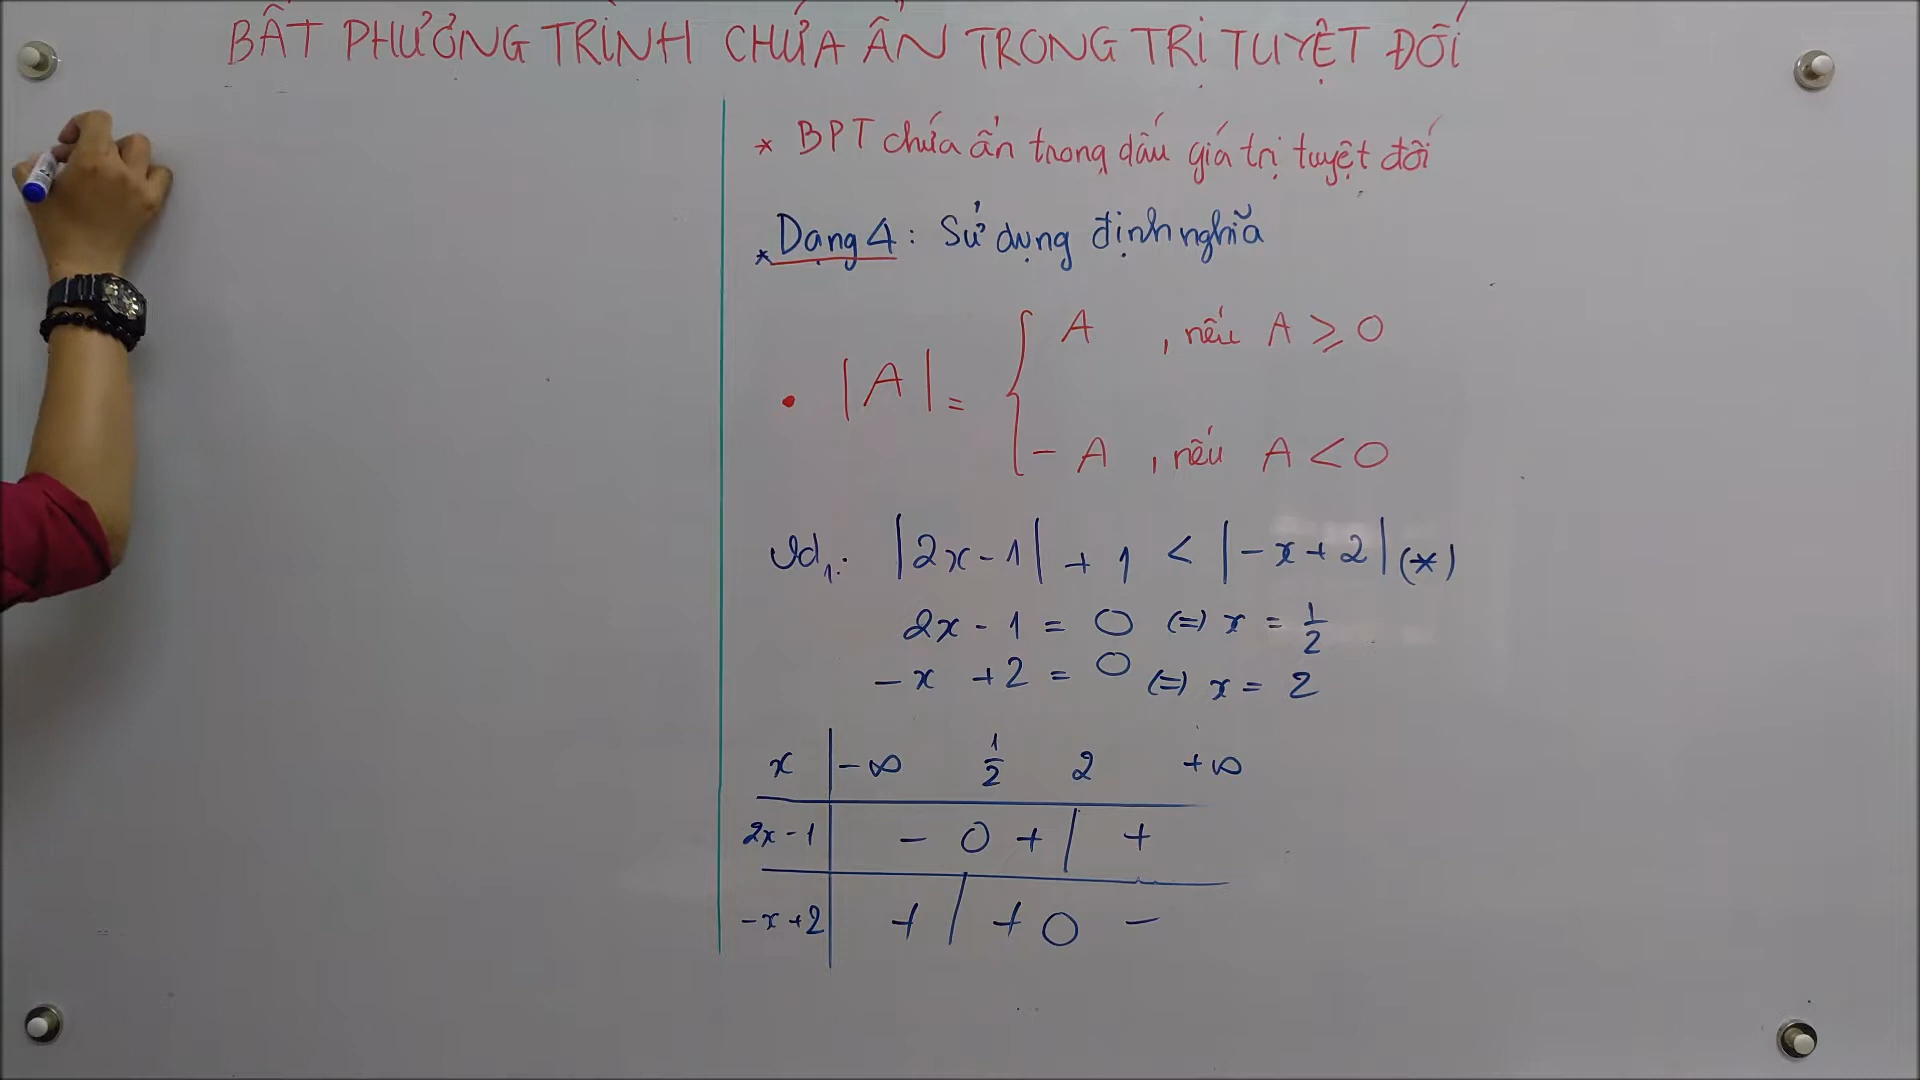 BẤT PHƯƠNG TRÌNH CHỨA ẨN TRONG TRỊ TUYỆT ĐỐI
* BPT chứa ẩn trong dấu giá trị tuyệt đối
* Dạng 4: Sử dụng định nghĩa
• |A| = { A , nếu A ⩾ 0
- A , nếu A < 0
Vd₁: |2x - 1| + 1 < |-x + 2| (*)
2x - 1 = 0 (=) x = 1/2
-x + 2 = 0 (=) x = 2
x | -∞ 1/2 2 +∞
2x - 1 | - 0 + | +
-x + 2 | + | + 0 -